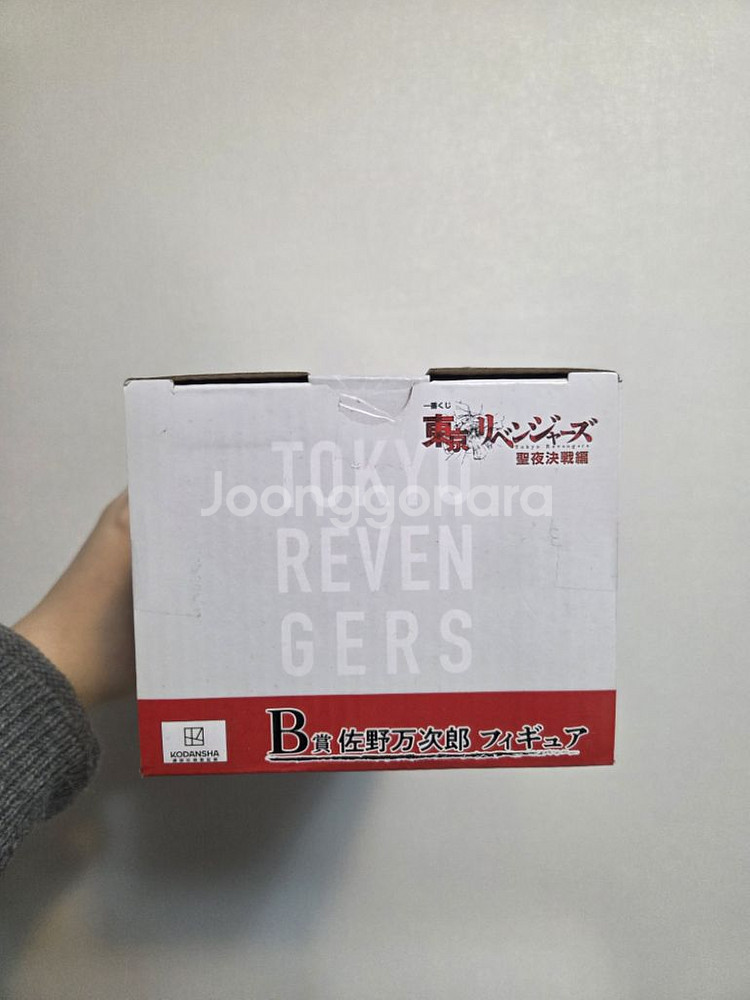 一番くじ
東京リベンジャーズ
Tokyo Revengers
聖夜決戦編
TOKYO
Joonggonara
REVEN
GERS
KODANSHA
B賞 佐野万次郎 フィギュア